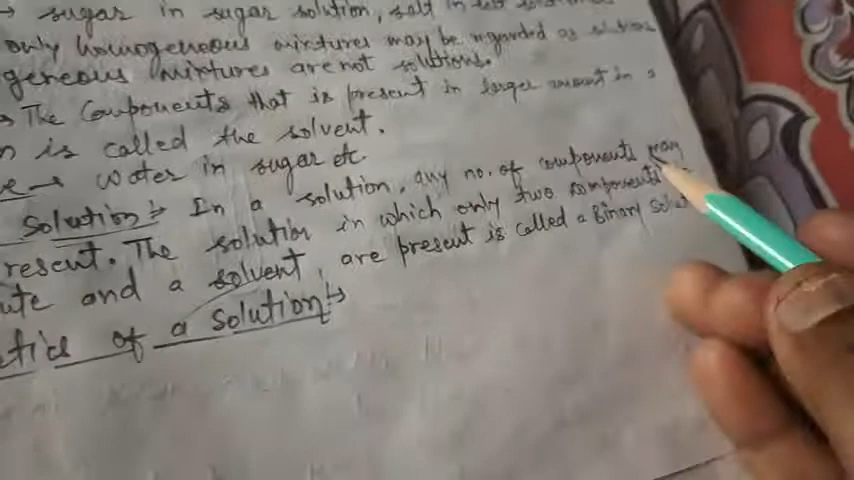 → sugar in sugar solution, salt in
only homogeneous mixtures may be regarded as
geneous mixtures are not solutions.
→ The Components that is present in larger amount in a
n is called the solvent.
e → water in sugar etc.
Solution :- In a solution, any no. of components may
resent. The solution in which only two components
ute and a solvent, are present is called a Binary Solut
stics of a solution :→